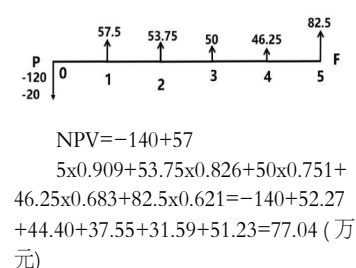 82.5
57.5
53.75
50
46.25
P
F
-120
0
1
2
3
4
5
-20
NPV=−140+57
5x0.909+53.75x0.826+50x0.751+
46.25x0.683+82.5x0.621=−140+52.27
+44.40+37.55+31.59+51.23=77.04 ( 万
元)